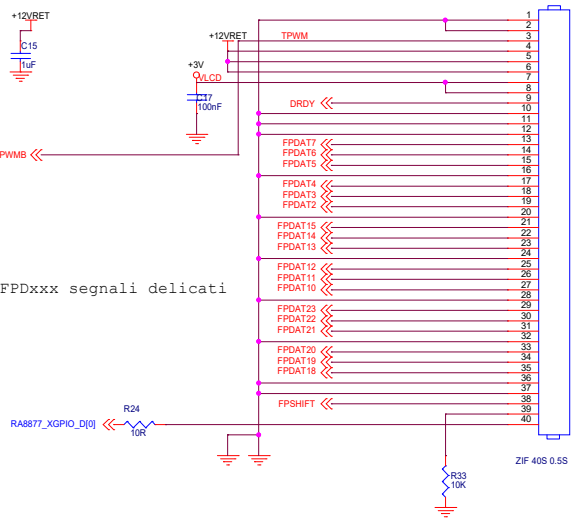 +12VRET
C15
1uF
+12VRET
TPWM
+3V
VLCD
C17
100nF
DRDY
PWMB
FPDAT7
FPDAT6
FPDAT5
FPDAT4
FPDAT3
FPDAT2
FPDAT15
FPDAT14
FPDAT13
FPDAT12
FPDAT11
FPDAT10
FPDxxx segnali delicati
FPDAT23
FPDAT22
FPDAT21
FPDAT20
FPDAT19
FPDAT18
FPSHIFT
R24
RA8877_XGPIO_D[0]
10R
R33
10K
1
2
3
4
5
6
7
8
9
10
11
12
13
14
15
16
17
18
19
20
21
22
23
24
25
26
27
28
29
30
31
32
33
34
35
36
37
38
39
40
ZIF 40S 0.5S